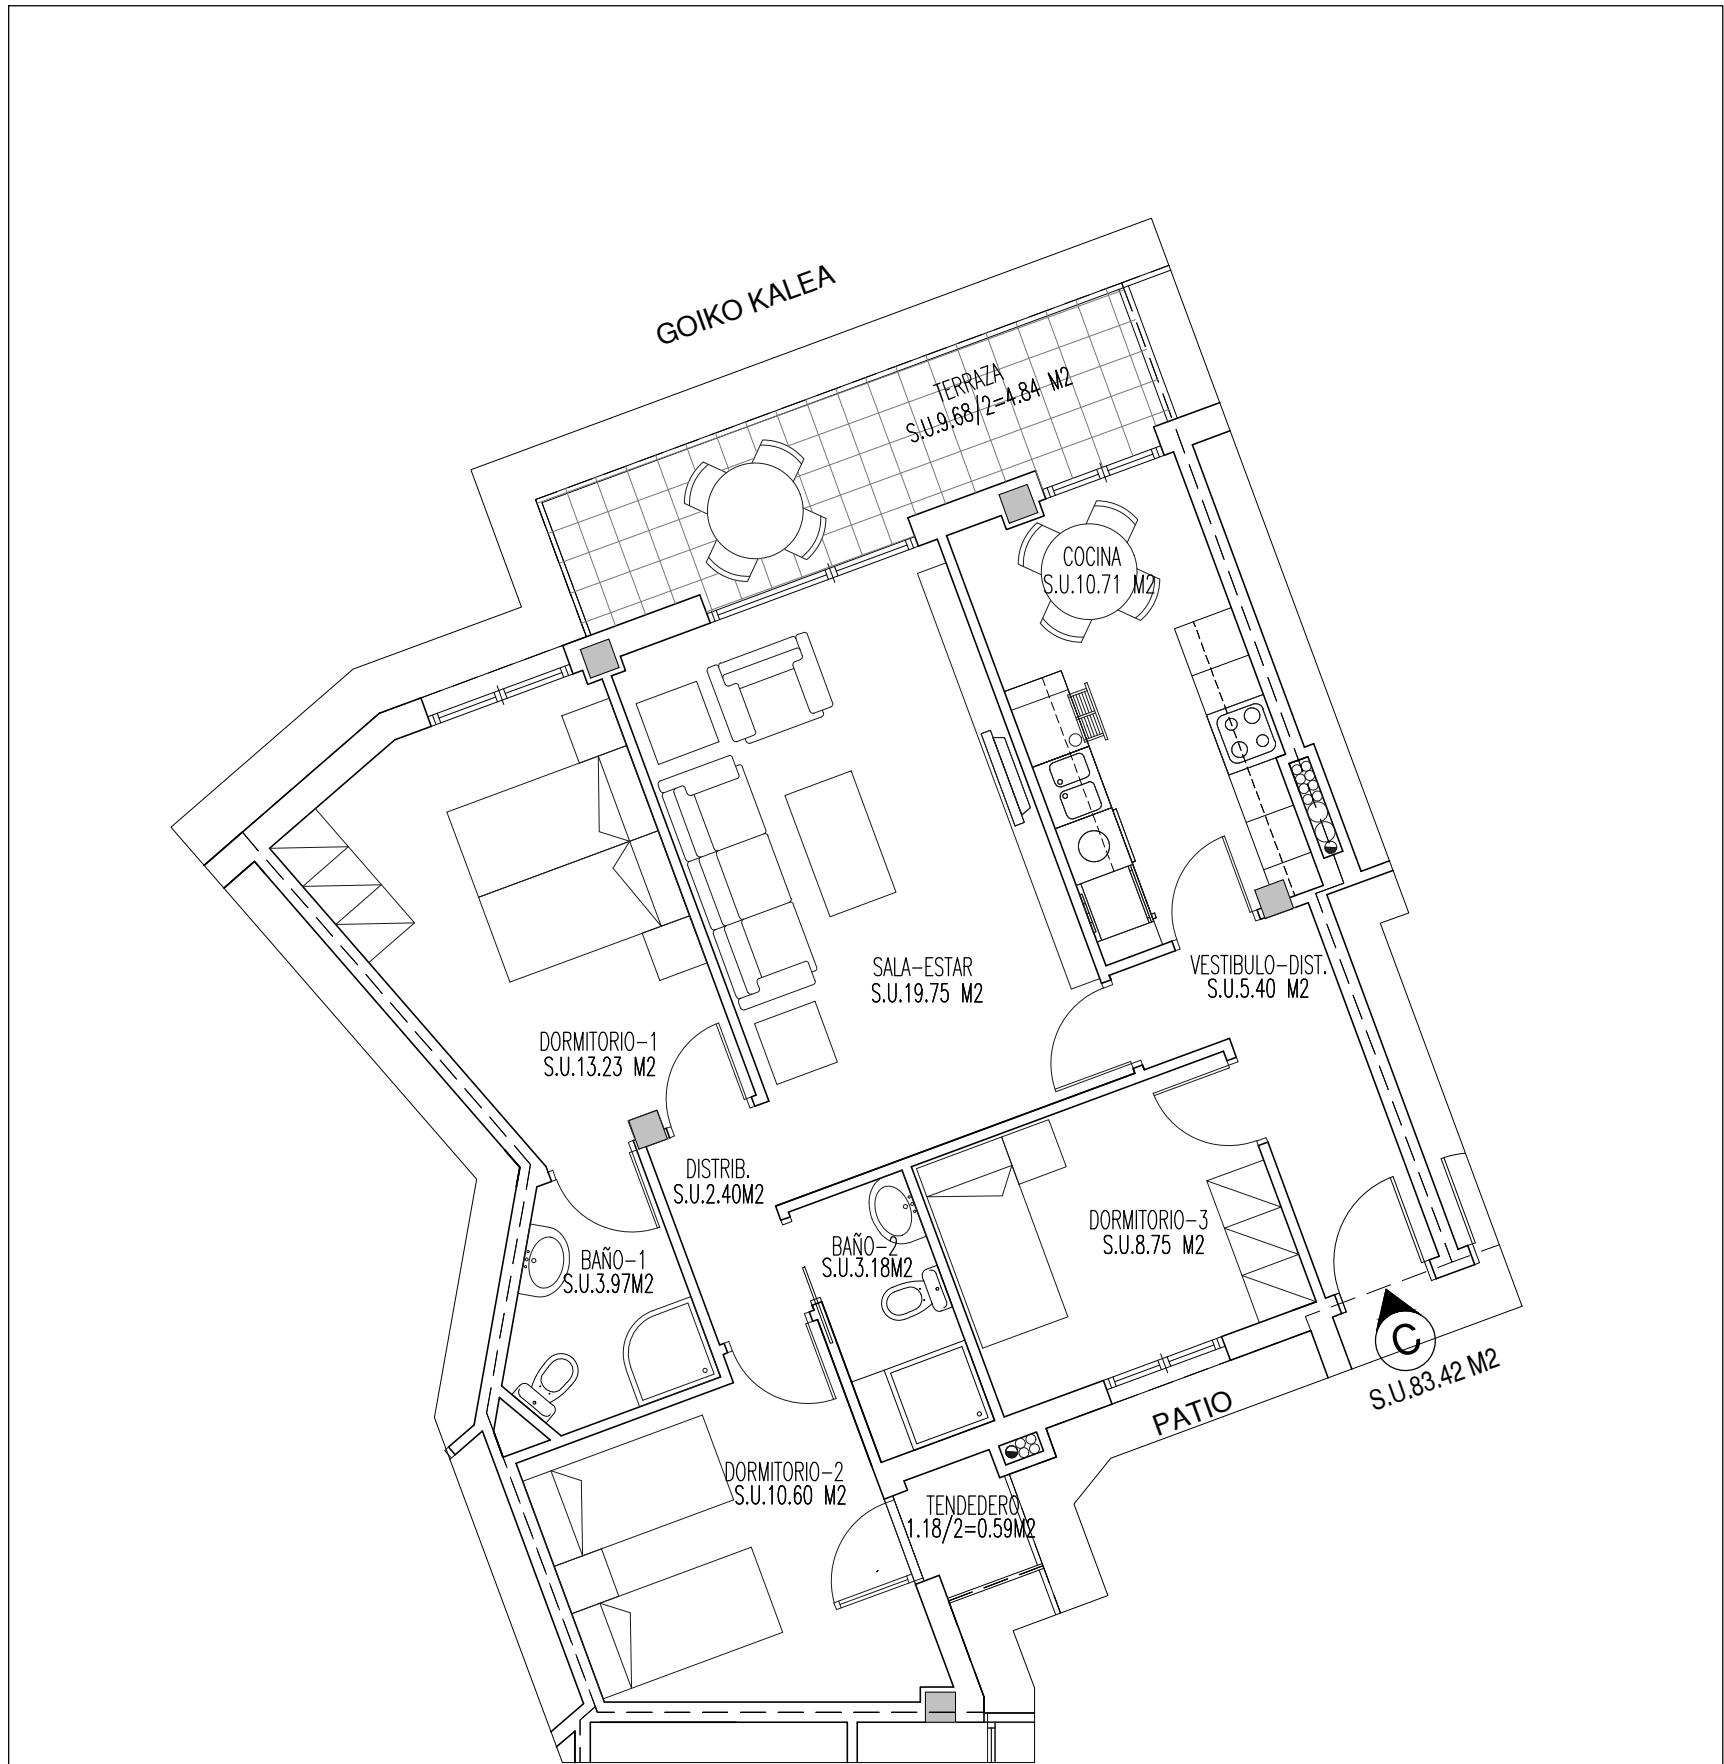 GOIKO KALEA
TERRAZA
S.U.9.68/2=4.84 M2
COCINA
S.U.10.71 M2
SALA-ESTAR
S.U.19.75 M2
VESTIBULO-DIST.
S.U.5.40 M2
DORMITORIO-1
S.U.13.23 M2
DISTRIB.
S.U.2.40M2
BAÑO-1
S.U.3.97M2
BAÑO-2
S.U.3.18M2
DORMITORIO-3
S.U.8.75 M2
C
S.U.83.42 M2
PATIO
DORMITORIO-2
S.U.10.60 M2
TENDEDERO
1.18/2=0.59M2